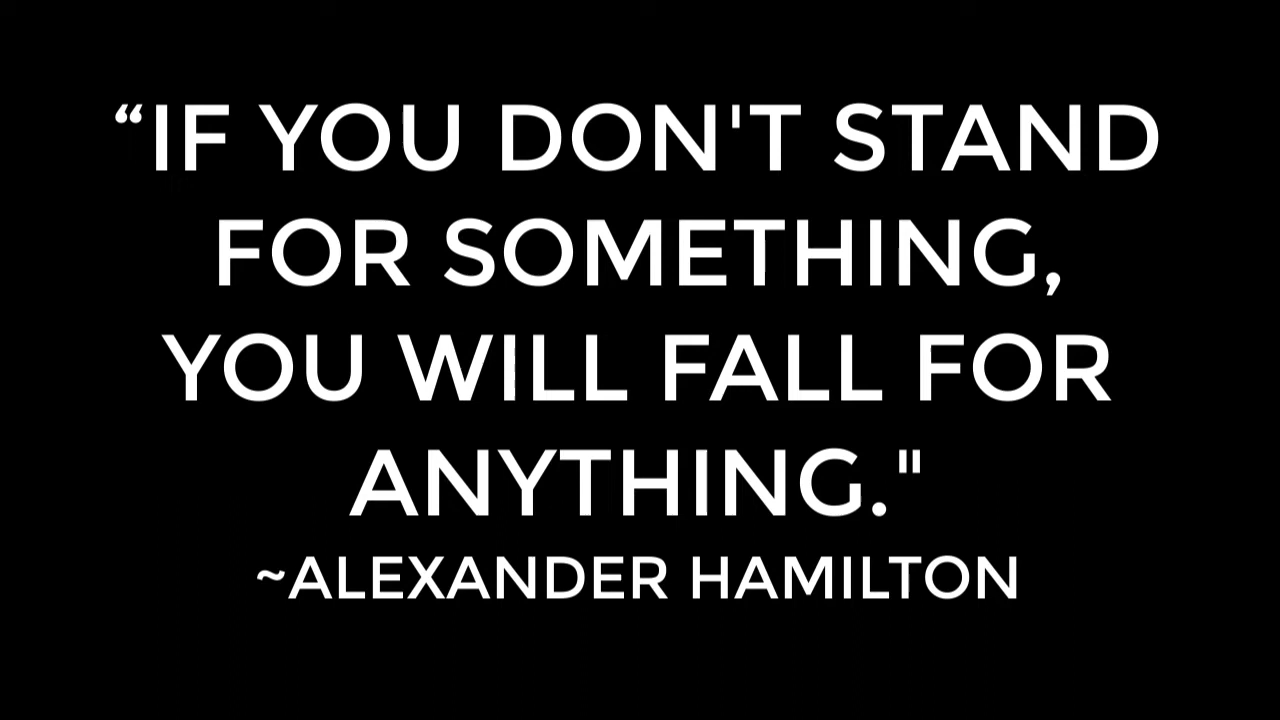 “IF YOU DON'T STAND
FOR SOMETHING,
YOU WILL FALL FOR
ANYTHING."
~ALEXANDER HAMILTON